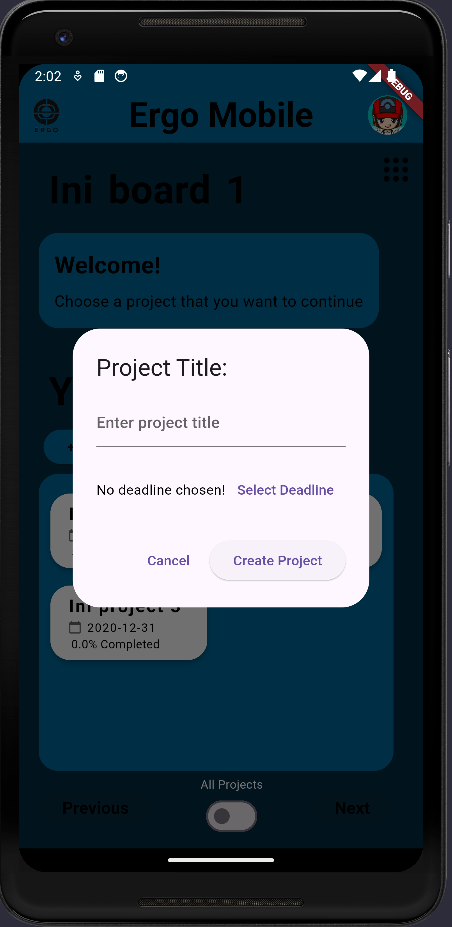 2:02
DEBUG
ERGO
Ergo Mobile
Ini board 1
Welcome!
Choose a project that you want to continue
Y
Project Title:
Enter project title
No deadline chosen! Select Deadline
Cancel Create Project
Ini project 3
2020-12-31
0.0% Completed
All Projects
Previous Next